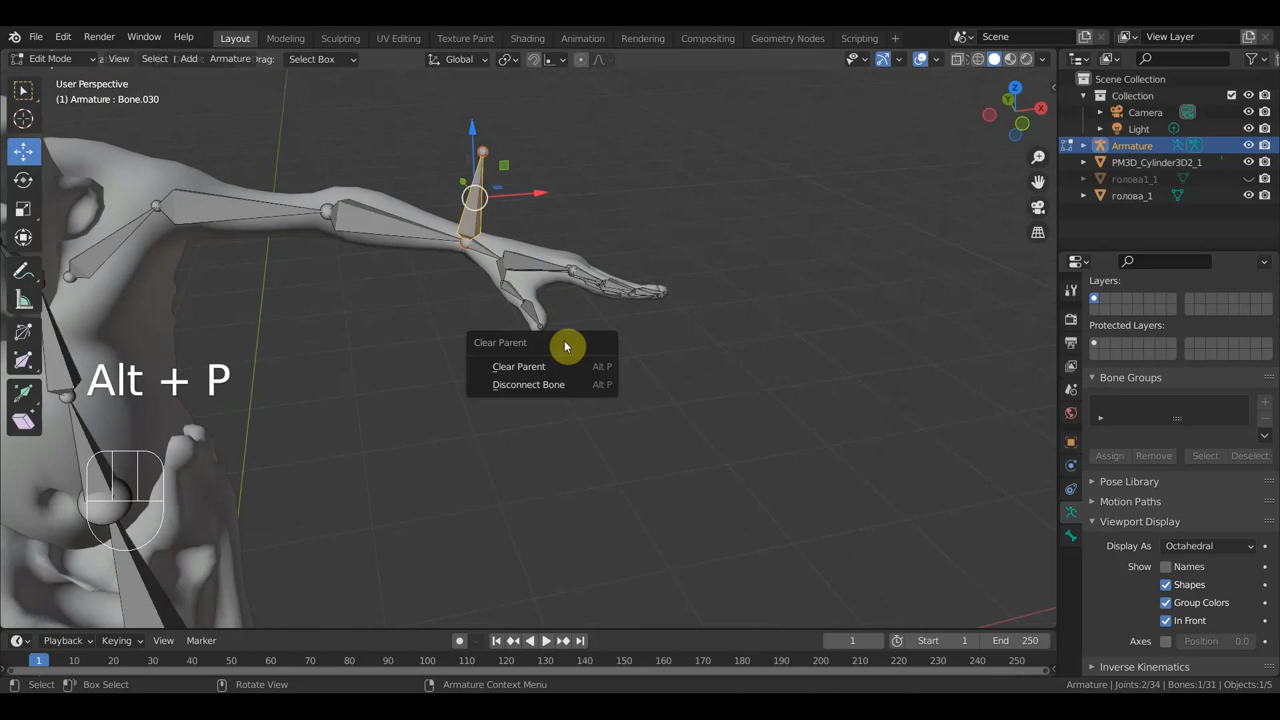 File Edit Render Window Help Layout Modeling Sculpting UV Editing Texture Paint Shading Animation Rendering Compositing Geometry Nodes Scripting + Scene View Layer
Edit Mode View Select Add Armature Drag: Select Box Global
User Perspective
(1) Armature : Bone.030
Z
Y
X
Scene Collection
Collection
Camera
Light
Armature
PM3D_Cylinder3D2_1
голова1_1
голова_1
Layers:
Protected Layers:
Bone Groups
Assign Remove Select Deselect
Pose Library
Motion Paths
Viewport Display
Display As Octahedral
Show Names
Shapes
Group Colors
In Front
Axes Position 0.0
Inverse Kinematics
Clear Parent
Clear Parent Alt P
Disconnect Bone Alt P
Alt + P
Playback Keying View Marker 1 Start 1 End 250
1 10 20 30 40 50 60 70 80 90 100 110 120 130 140 150 160 170 180 190 200 210 220 230 240 250
Select Box Select Rotate View Armature Context Menu Armature | Joints:2/34 | Bones:1/31 | Objects:1/5